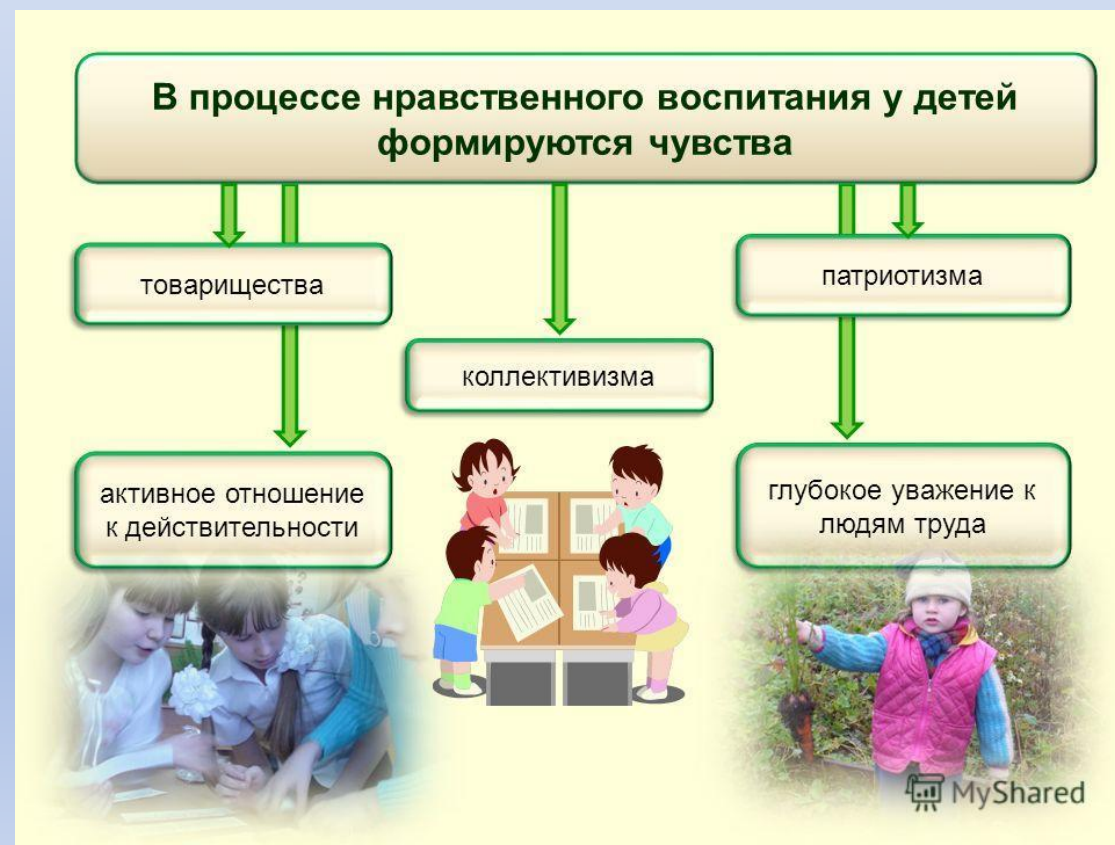 В процессе нравственного воспитания у детей
формируются чувства
товарищества
патриотизма
коллективизма
активное отношение
к действительности
глубокое уважение к
людям труда
MyShared